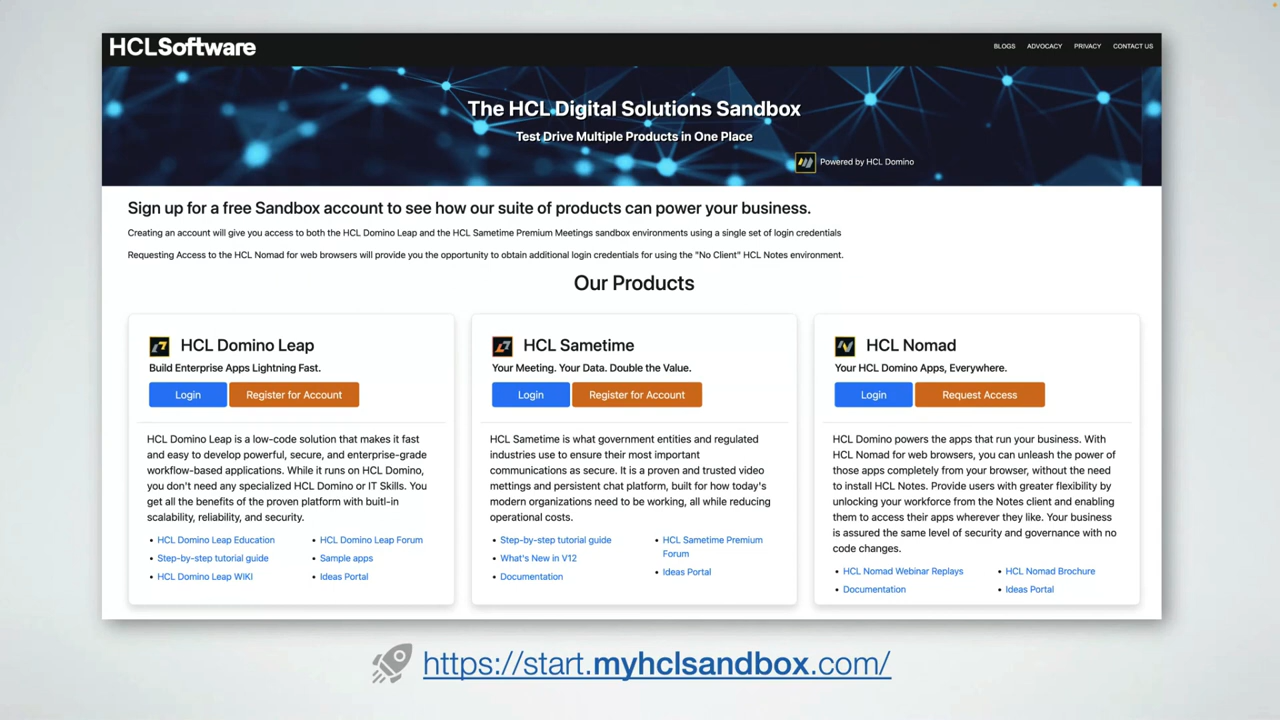 HCLSoftware
BLOGS ADVOCACY PRIVACY CONTACT US
The HCL Digital Solutions Sandbox
Test Drive Multiple Products in One Place
Powered by HCL Domino
Sign up for a free Sandbox account to see how our suite of products can power your business.
Creating an account will give you access to both the HCL Domino Leap and the HCL Sametime Premium Meetings sandbox environments using a single set of login credentials
Requesting Access to the HCL Nomad for web browsers will provide you the opportunity to obtain additional login credentials for using the "No Client" HCL Notes environment.
Our Products
HCL Domino Leap
Build Enterprise Apps Lightning Fast.
Login Register for Account
HCL Domino Leap is a low-code solution that makes it fast
and easy to develop powerful, secure, and enterprise-grade
workflow-based applications. While it runs on HCL Domino,
you don't need any specialized HCL Domino or IT Skills. You
get all the benefits of the proven platform with buitl-in
scalability, reliability, and security.
• HCL Domino Leap Education
• Step-by-step tutorial guide
• HCL Domino Leap WIKI
• HCL Domino Leap Forum
• Sample apps
• Ideas Portal
HCL Sametime
Your Meeting. Your Data. Double the Value.
Login Register for Account
HCL Sametime is what government entities and regulated
industries use to ensure their most important
communications as secure. It is a proven and trusted video
mettings and persistent chat platform, built for how today's
modern organizations need to be working, all while reducing
operational costs.
• Step-by-step tutorial guide
• What's New in V12
• Documentation
• HCL Sametime Premium
Forum
• Ideas Portal
HCL Nomad
Your HCL Domino Apps, Everywhere.
Login Request Access
HCL Domino powers the apps that run your business. With
HCL Nomad for web browsers, you can unleash the power of
those apps completely from your browser, without the need
to install HCL Notes. Provide users with greater flexibility by
unlocking your workforce from the Notes client and enabling
them to access their apps wherever they like. Your business
is assured the same level of security and governance with no
code changes.
• HCL Nomad Webinar Replays
• Documentation
• HCL Nomad Brochure
• Ideas Portal
https://start.myhclsandbox.com/